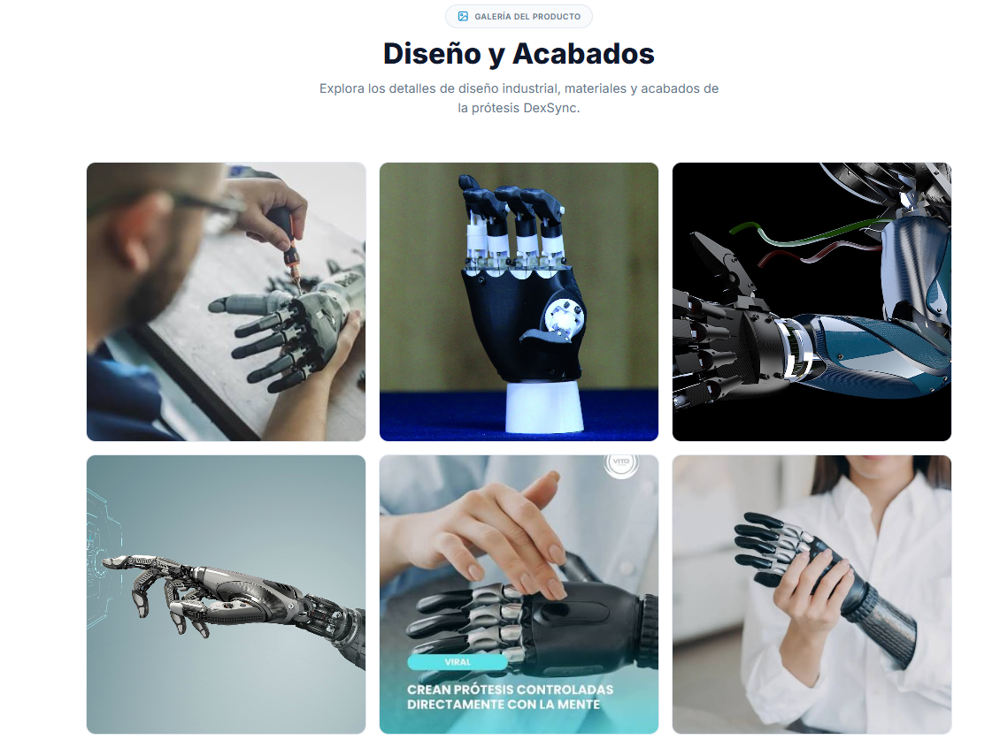 GALERÍA DEL PRODUCTO
Diseño y Acabados
Explora los detalles de diseño industrial, materiales y acabados de
la prótesis DexSync.
VITO
VIRAL
CREAN PRÓTESIS CONTROLADAS
DIRECTAMENTE CON LA MENTE